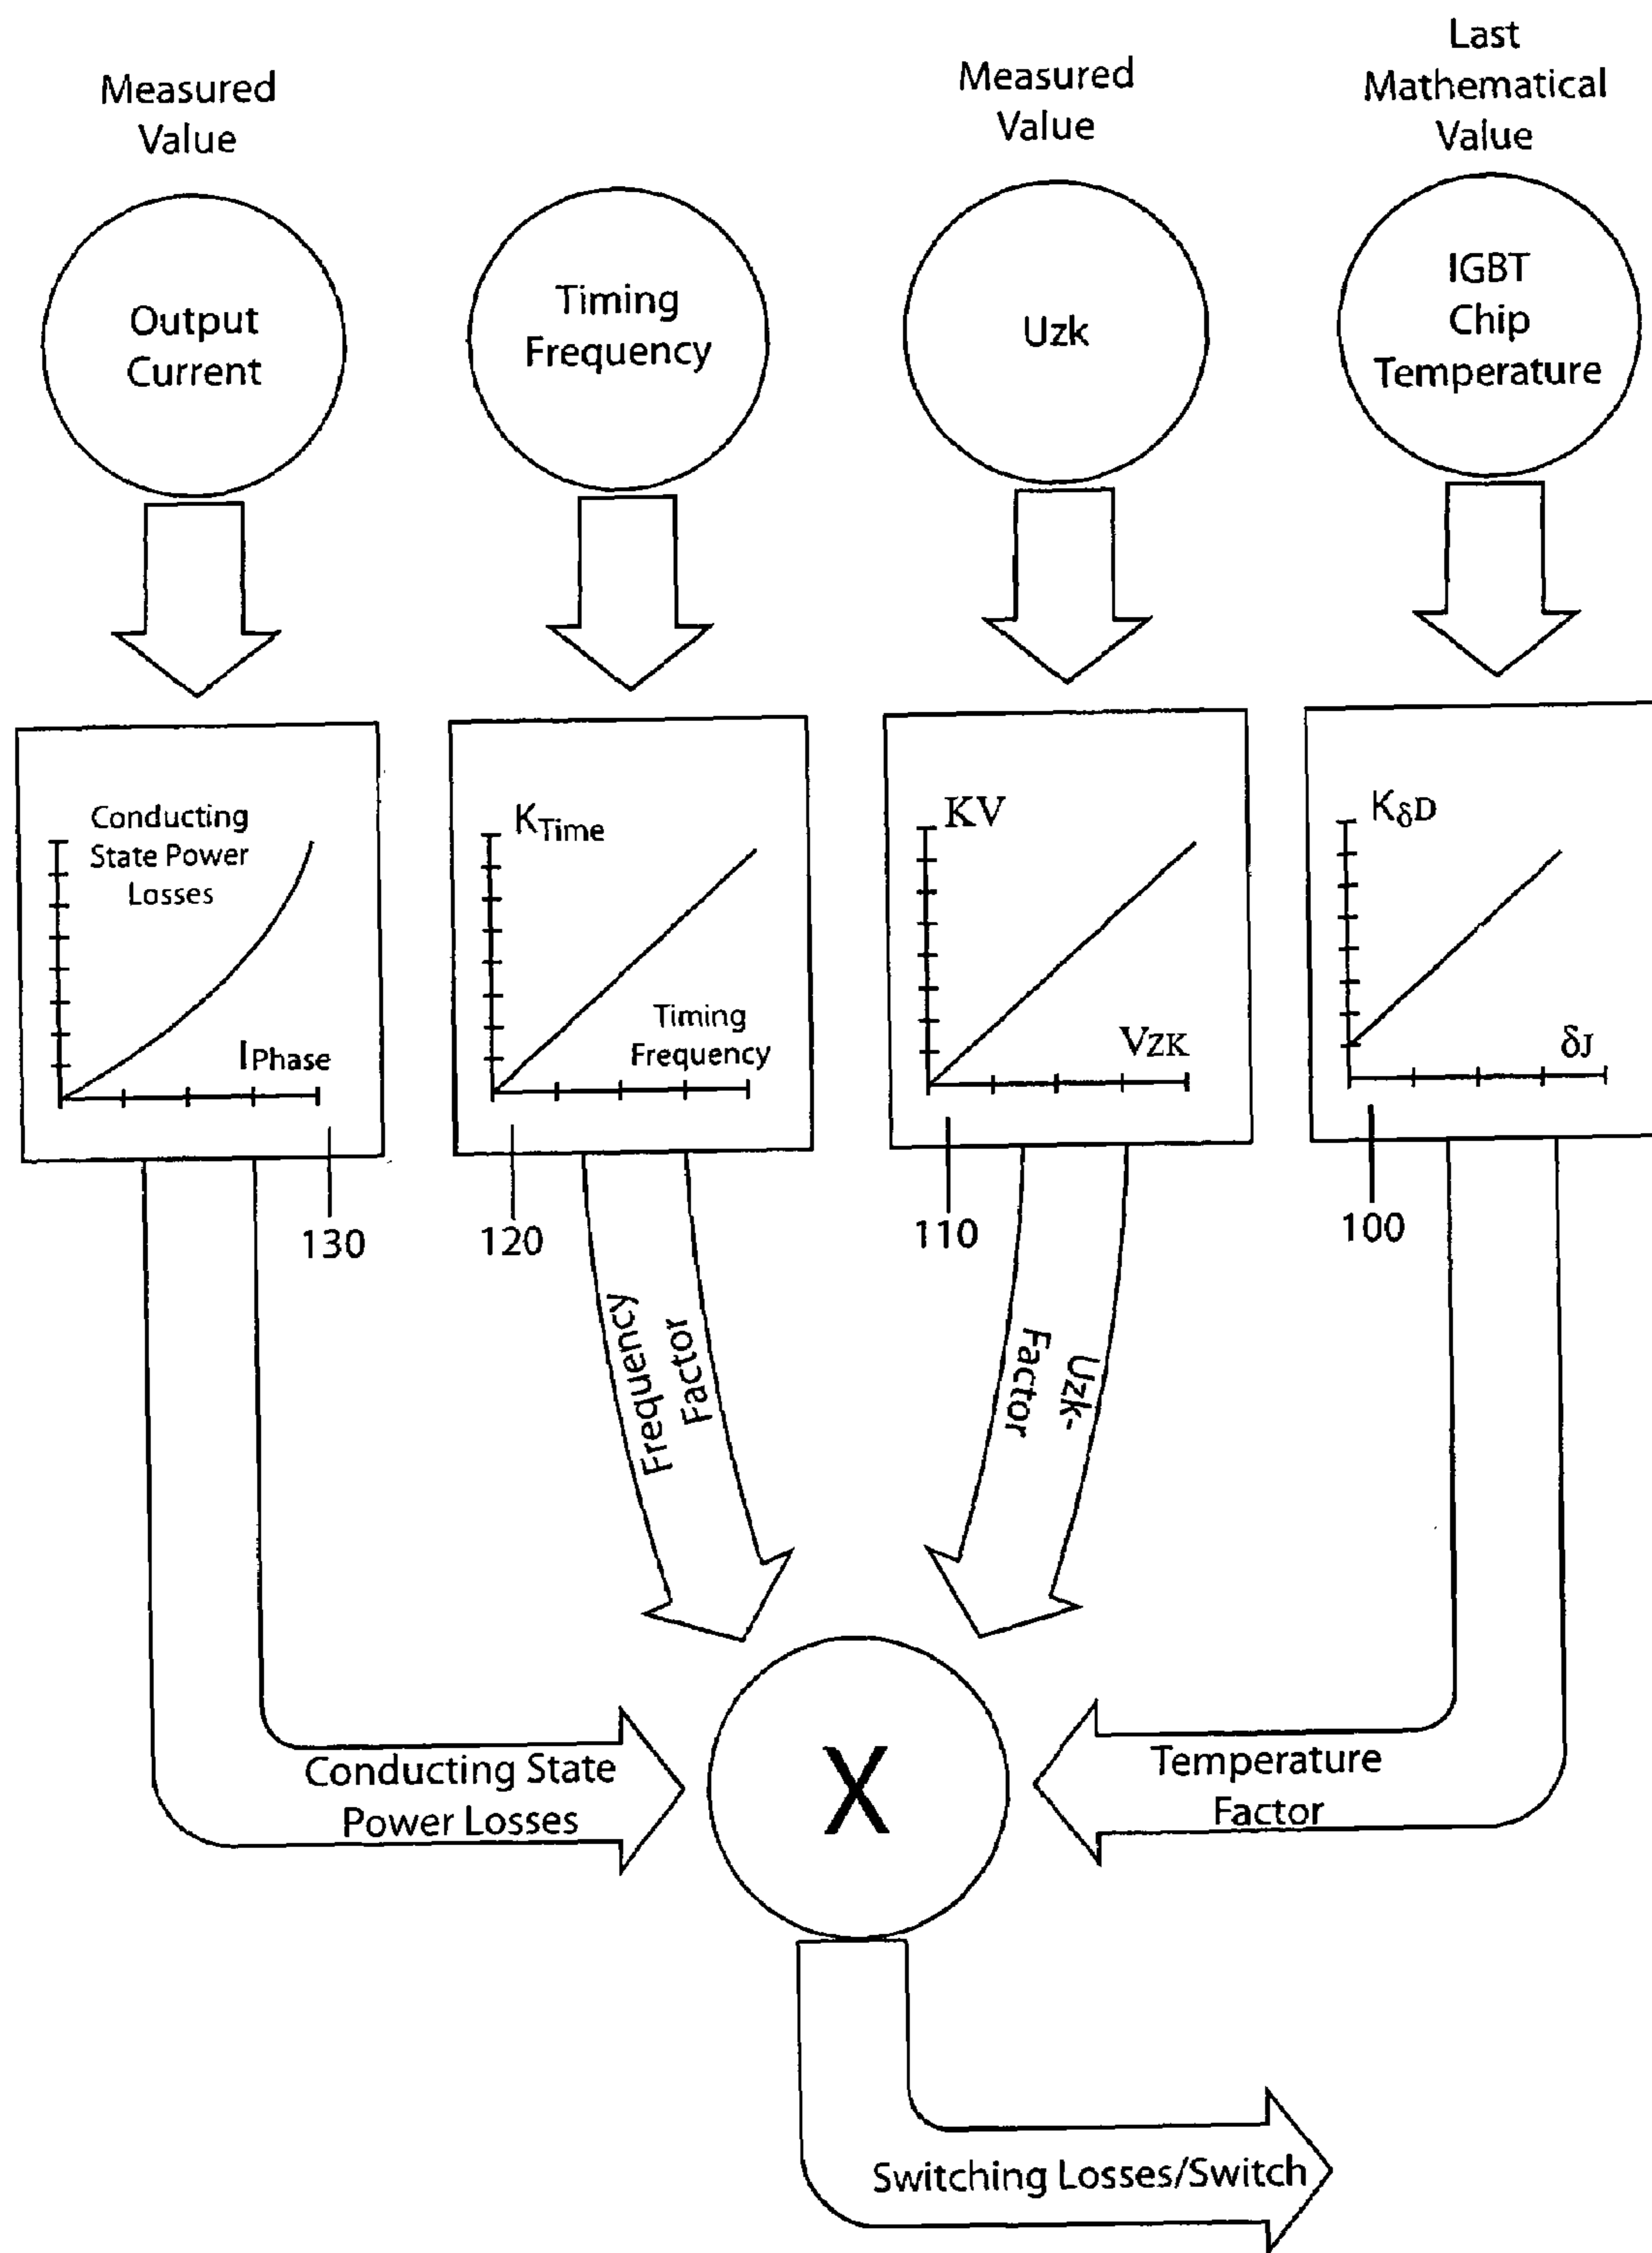 Measured
Value
Measured
Value
Last
Mathematical
Value
Output
Current
Timing
Frequency
Uzk
IGBT
Chip
Temperature
Conducting
State Power
Losses
IPhase
KTime
Timing
Frequency
KV
VZK
KδD
δJ
130
120
110
100
Frequency
Factor
Uzk-
Factor
Conducting State
Power Losses
X
Temperature
Factor
Switching Losses/Switch